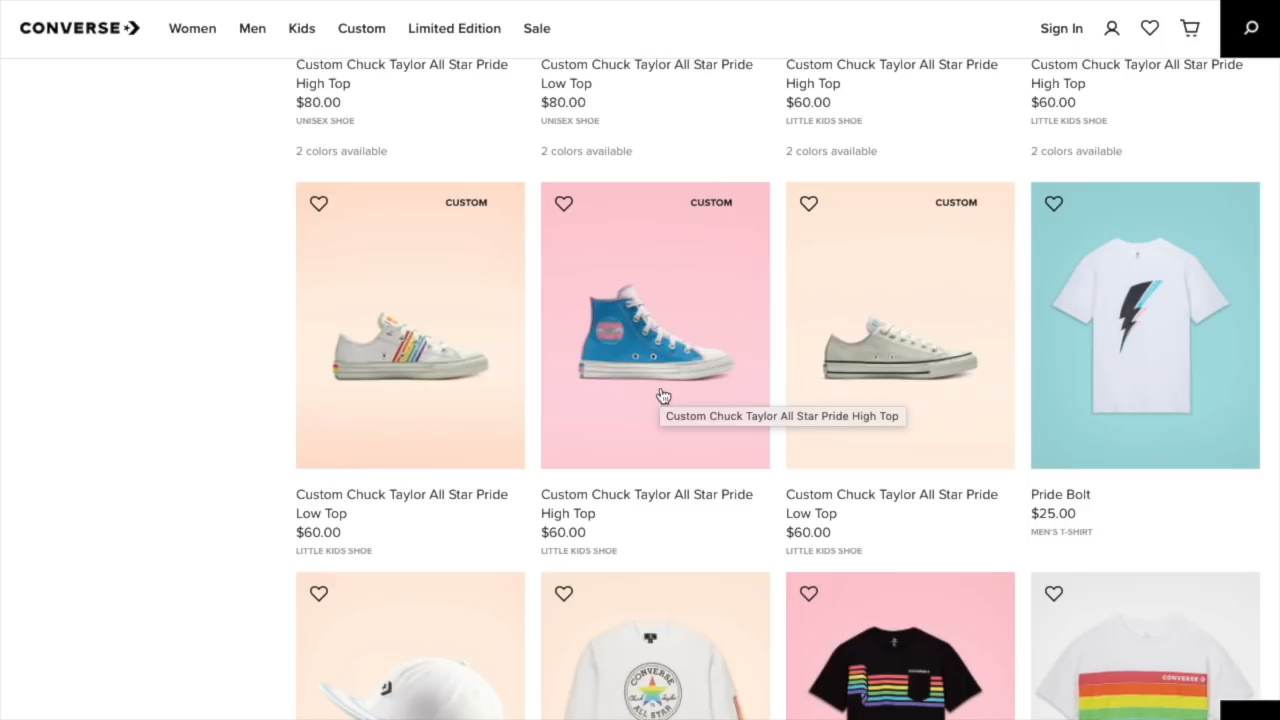 CONVERSE
Women
Men
Kids
Custom
Limited Edition
Sale
Sign In
Custom Chuck Taylor All Star Pride
High Top
$80.00
UNISEX SHOE
2 colors available
Custom Chuck Taylor All Star Pride
Low Top
$80.00
UNISEX SHOE
2 colors available
Custom Chuck Taylor All Star Pride
High Top
$60.00
LITTLE KIDS SHOE
2 colors available
Custom Chuck Taylor All Star Pride
High Top
$60.00
LITTLE KIDS SHOE
2 colors available
CUSTOM
Custom Chuck Taylor All Star Pride
Low Top
$60.00
LITTLE KIDS SHOE
CUSTOM
Custom Chuck Taylor All Star Pride High Top
Custom Chuck Taylor All Star Pride
High Top
$60.00
LITTLE KIDS SHOE
CUSTOM
Custom Chuck Taylor All Star Pride
Low Top
$60.00
LITTLE KIDS SHOE
Pride Bolt
$25.00
MEN'S T-SHIRT
CONVERSE
ALL STAR
CONVERSE
CONVERSE